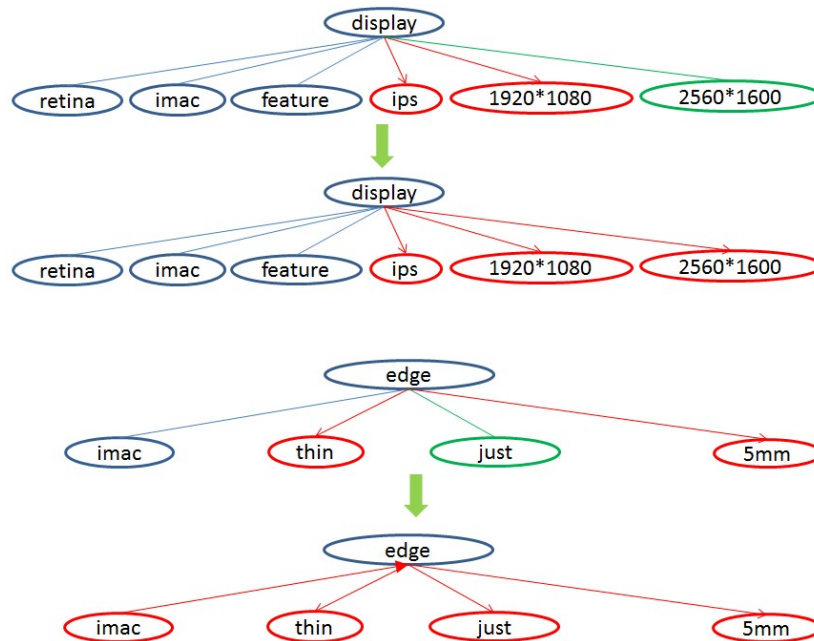 display
retina imac feature ips 1920*1080 2560*1600
display
retina imac feature ips 1920*1080 2560*1600
edge
imac thin just 5mm
edge
imac thin just 5mm